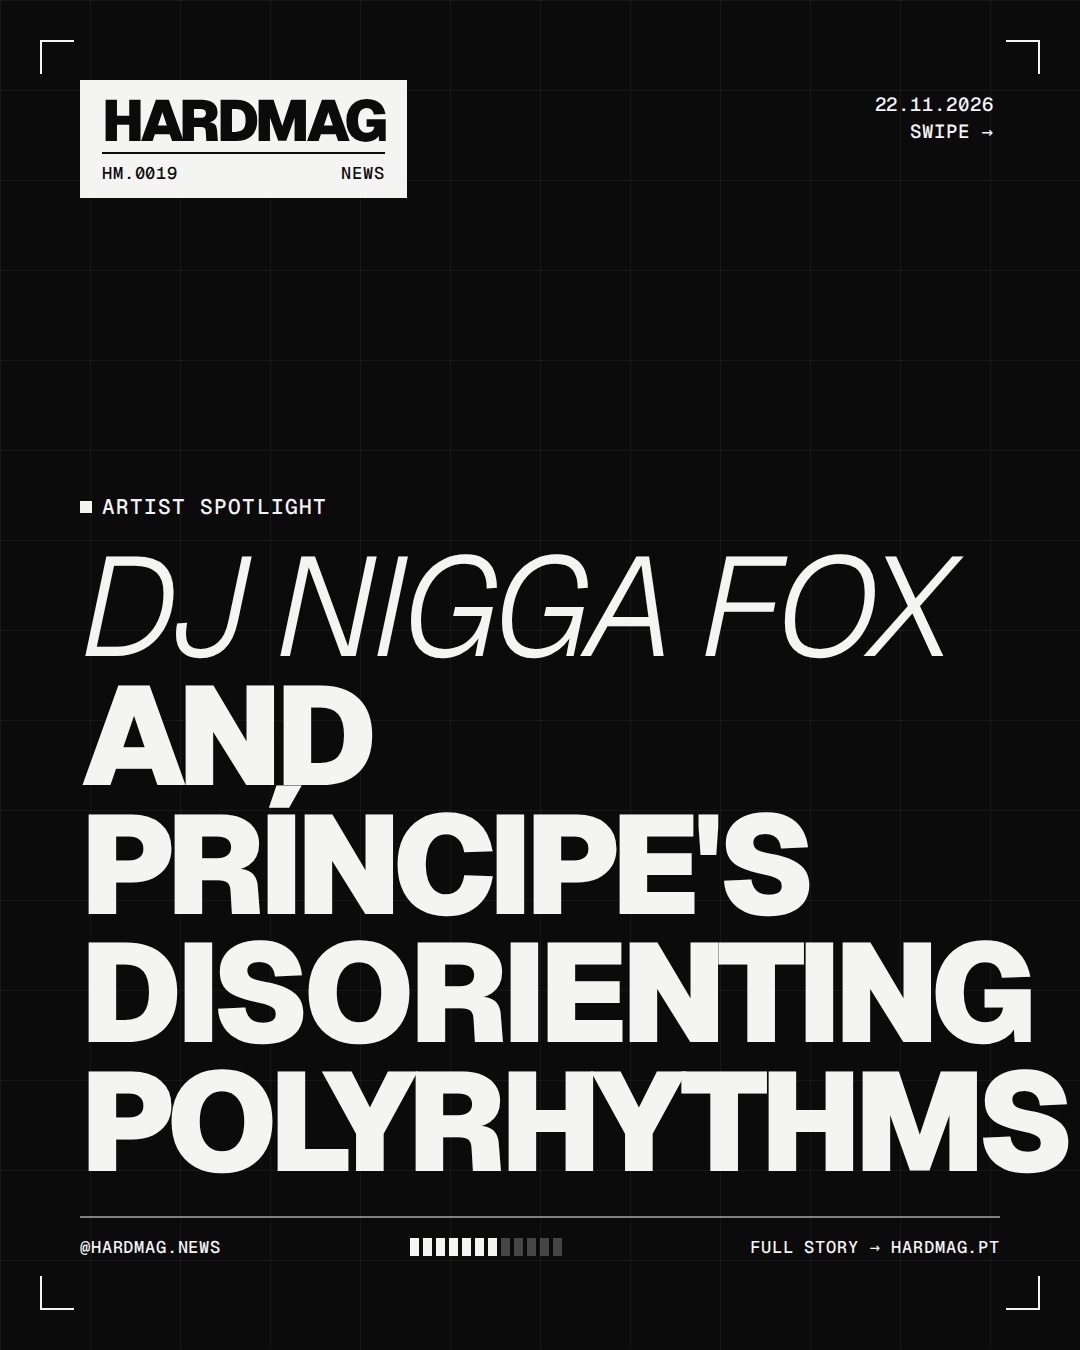 HARDMAG
HM.0019 NEWS
22.11.2026
SWIPE →
ARTIST SPOTLIGHT
DJ NIGGA FOX
AND
PRÍNCIPE'S
DISORIENTING
POLYRHYTHMS
@HARDMAG.NEWS
FULL STORY → HARDMAG.PT